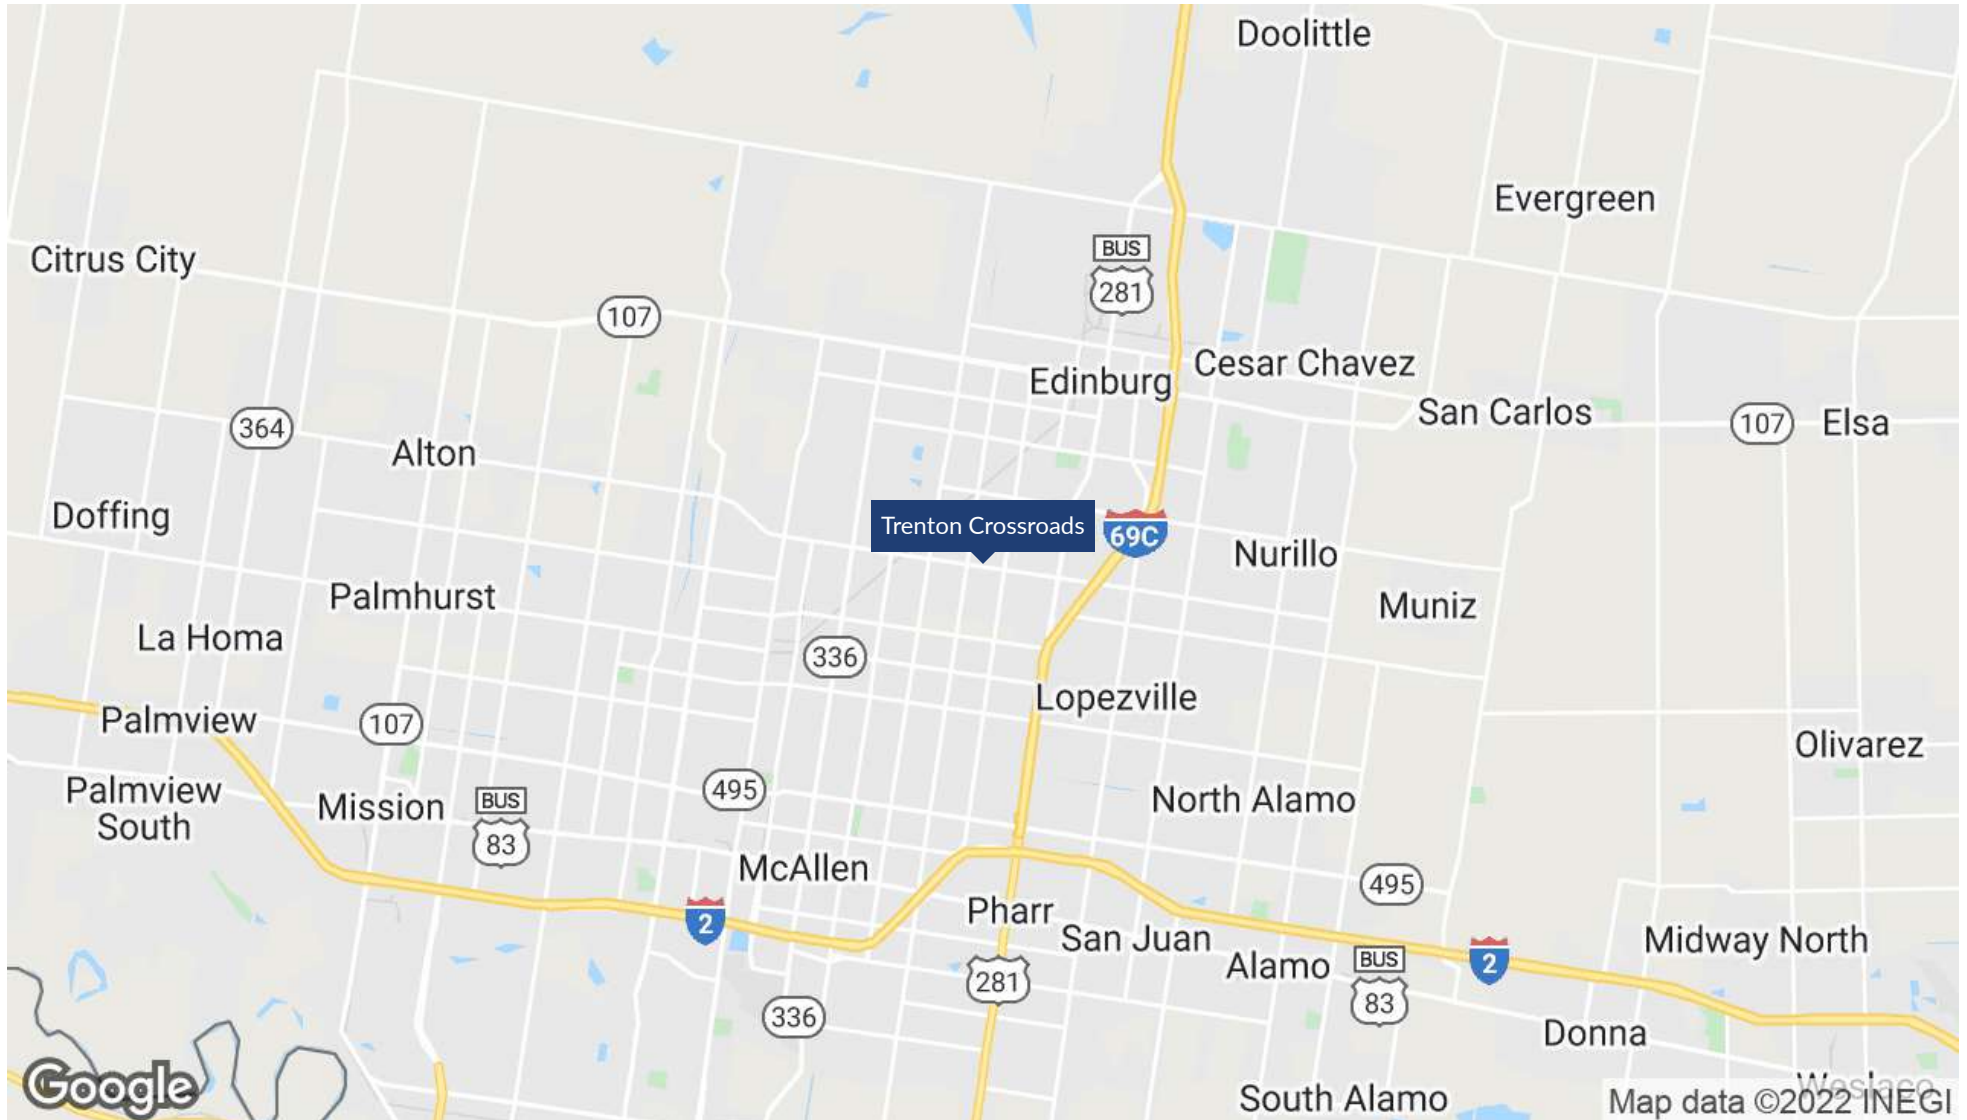 Doolittle
Evergreen
Citrus City
BUS
281
107
Cesar Chavez
Edinburg
San Carlos
107
Elsa
364
Alton
Doffing
Trenton Crossroads
69C
Nurillo
Palmhurst
Muniz
La Homa
336
Lopezville
Palmview
107
Olivarez
Palmview
South
Mission
BUS
83
495
North Alamo
McAllen
495
Pharr
2
San Juan
Midway North
Alamo
BUS
83
2
281
336
Donna
Google
South Alamo
Weslaco
Map data ©2022 INEGI